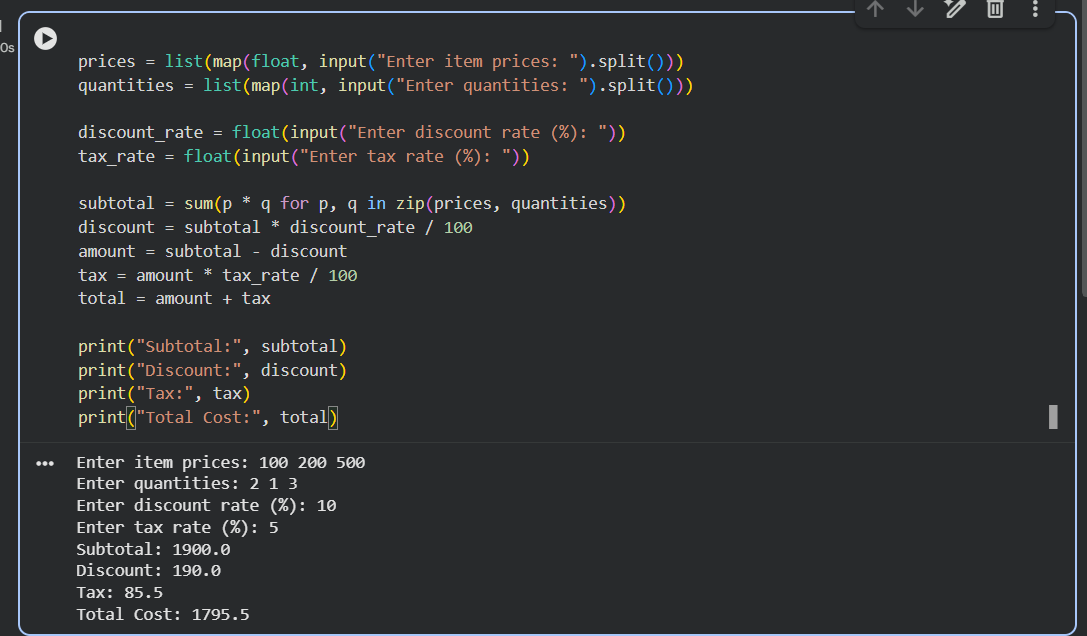 0s
prices = list(map(float, input("Enter item prices: ").split()))
quantities = list(map(int, input("Enter quantities: ").split()))
discount_rate = float(input("Enter discount rate (%): "))
tax_rate = float(input("Enter tax rate (%): "))
subtotal = sum(p * q for p, q in zip(prices, quantities))
discount = subtotal * discount_rate / 100
amount = subtotal - discount
tax = amount * tax_rate / 100
total = amount + tax
print("Subtotal:", subtotal)
print("Discount:", discount)
print("Tax:", tax)
print("Total Cost:", total)
Enter item prices: 100 200 500
Enter quantities: 2 1 3
Enter discount rate (%): 10
Enter tax rate (%): 5
Subtotal: 1900.0
Discount: 190.0
Tax: 85.5
Total Cost: 1795.5